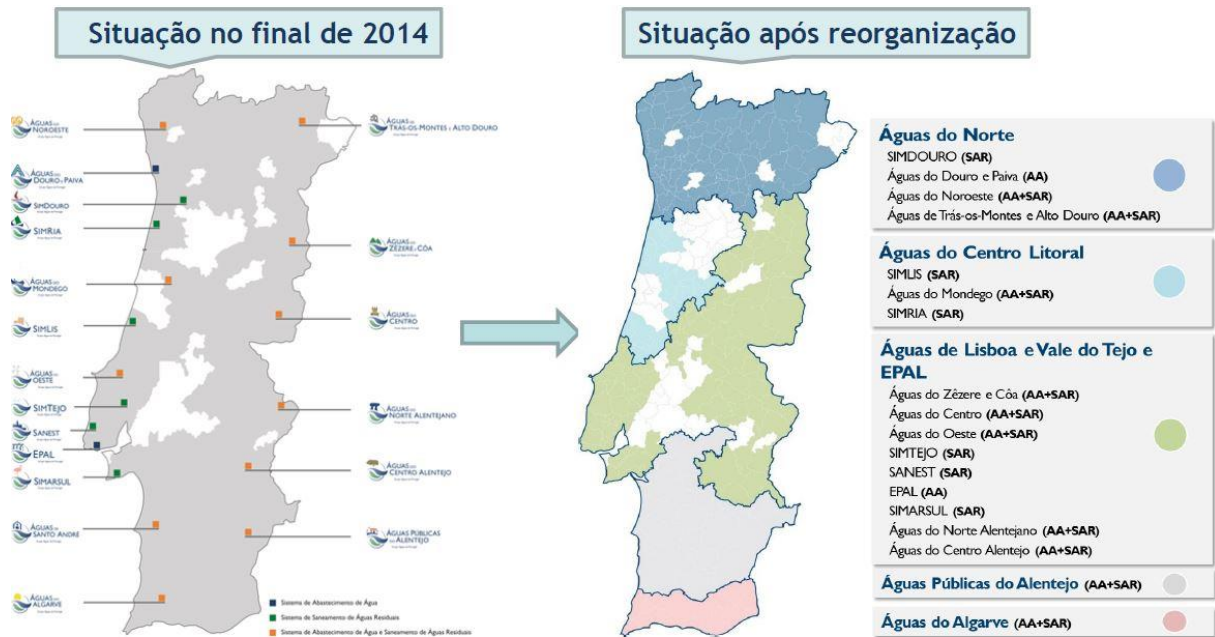 Situação no final de 2014
ÁGUAS DO NOROESTE
ÁGUAS DO DOURO E PAIVA
SIMDOURO
SIMRIA
ÁGUAS DO MONDEGO
SIMLIS
ÁGUAS DO OESTE
SIMTEJO
SANEST
EPAL
SIMARSUL
ÁGUAS DE SANTO ANDRÉ
ÁGUAS DO ALGARVE
ÁGUAS DE TRÁS-OS-MONTES E ALTO DOURO
ÁGUAS DO ZÊZERE E CÔA
ÁGUAS DO CENTRO
ÁGUAS DO NORTE ALENTEJANO
ÁGUAS DO CENTRO ALENTEJO
ÁGUAS PÚBLICAS DO ALENTEJO
Sistema de Abastecimento de Água
Sistema de Saneamento de Águas Residuais
Sistema de Abastecimento de Água e Saneamento de Águas Residuais
Situação após reorganização
Águas do Norte
SIMDOURO (SAR)
Águas do Douro e Paiva (AA)
Águas do Noroeste (AA+SAR)
Águas de Trás-os-Montes e Alto Douro (AA+SAR)
Águas do Centro Litoral
SIMLIS (SAR)
Águas do Mondego (AA+SAR)
SIMRIA (SAR)
Águas de Lisboa e Vale do Tejo e
EPAL
Águas do Zêzere e Côa (AA+SAR)
Águas do Centro (AA+SAR)
Águas do Oeste (AA+SAR)
SIMTEJO (SAR)
SANEST (SAR)
EPAL (AA)
SIMARSUL (SAR)
Águas do Norte Alentejano (AA+SAR)
Águas do Centro Alentejo (AA+SAR)
Águas Públicas do Alentejo (AA+SAR)
Águas do Algarve (AA+SAR)